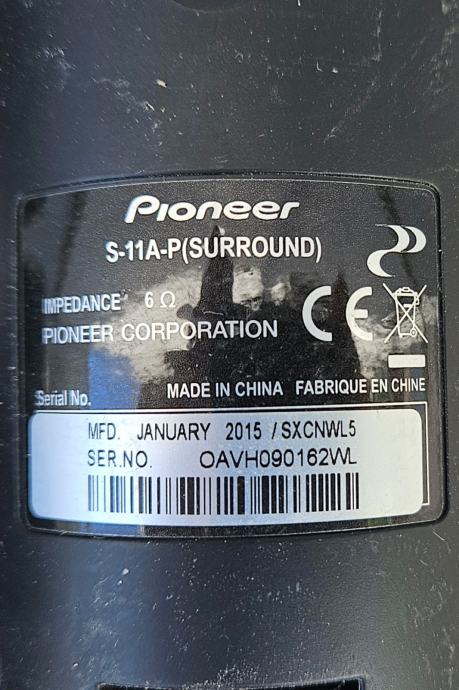 Pioneer
S-11A-P(SURROUND)
IMPEDANCE 6 Ω
PIONEER CORPORATION
CE
Serial No.
MADE IN CHINA FABRIQUE EN CHINE
MFD. JANUARY 2015 /SXCNWL5
SER.NO. OAVH090162WL